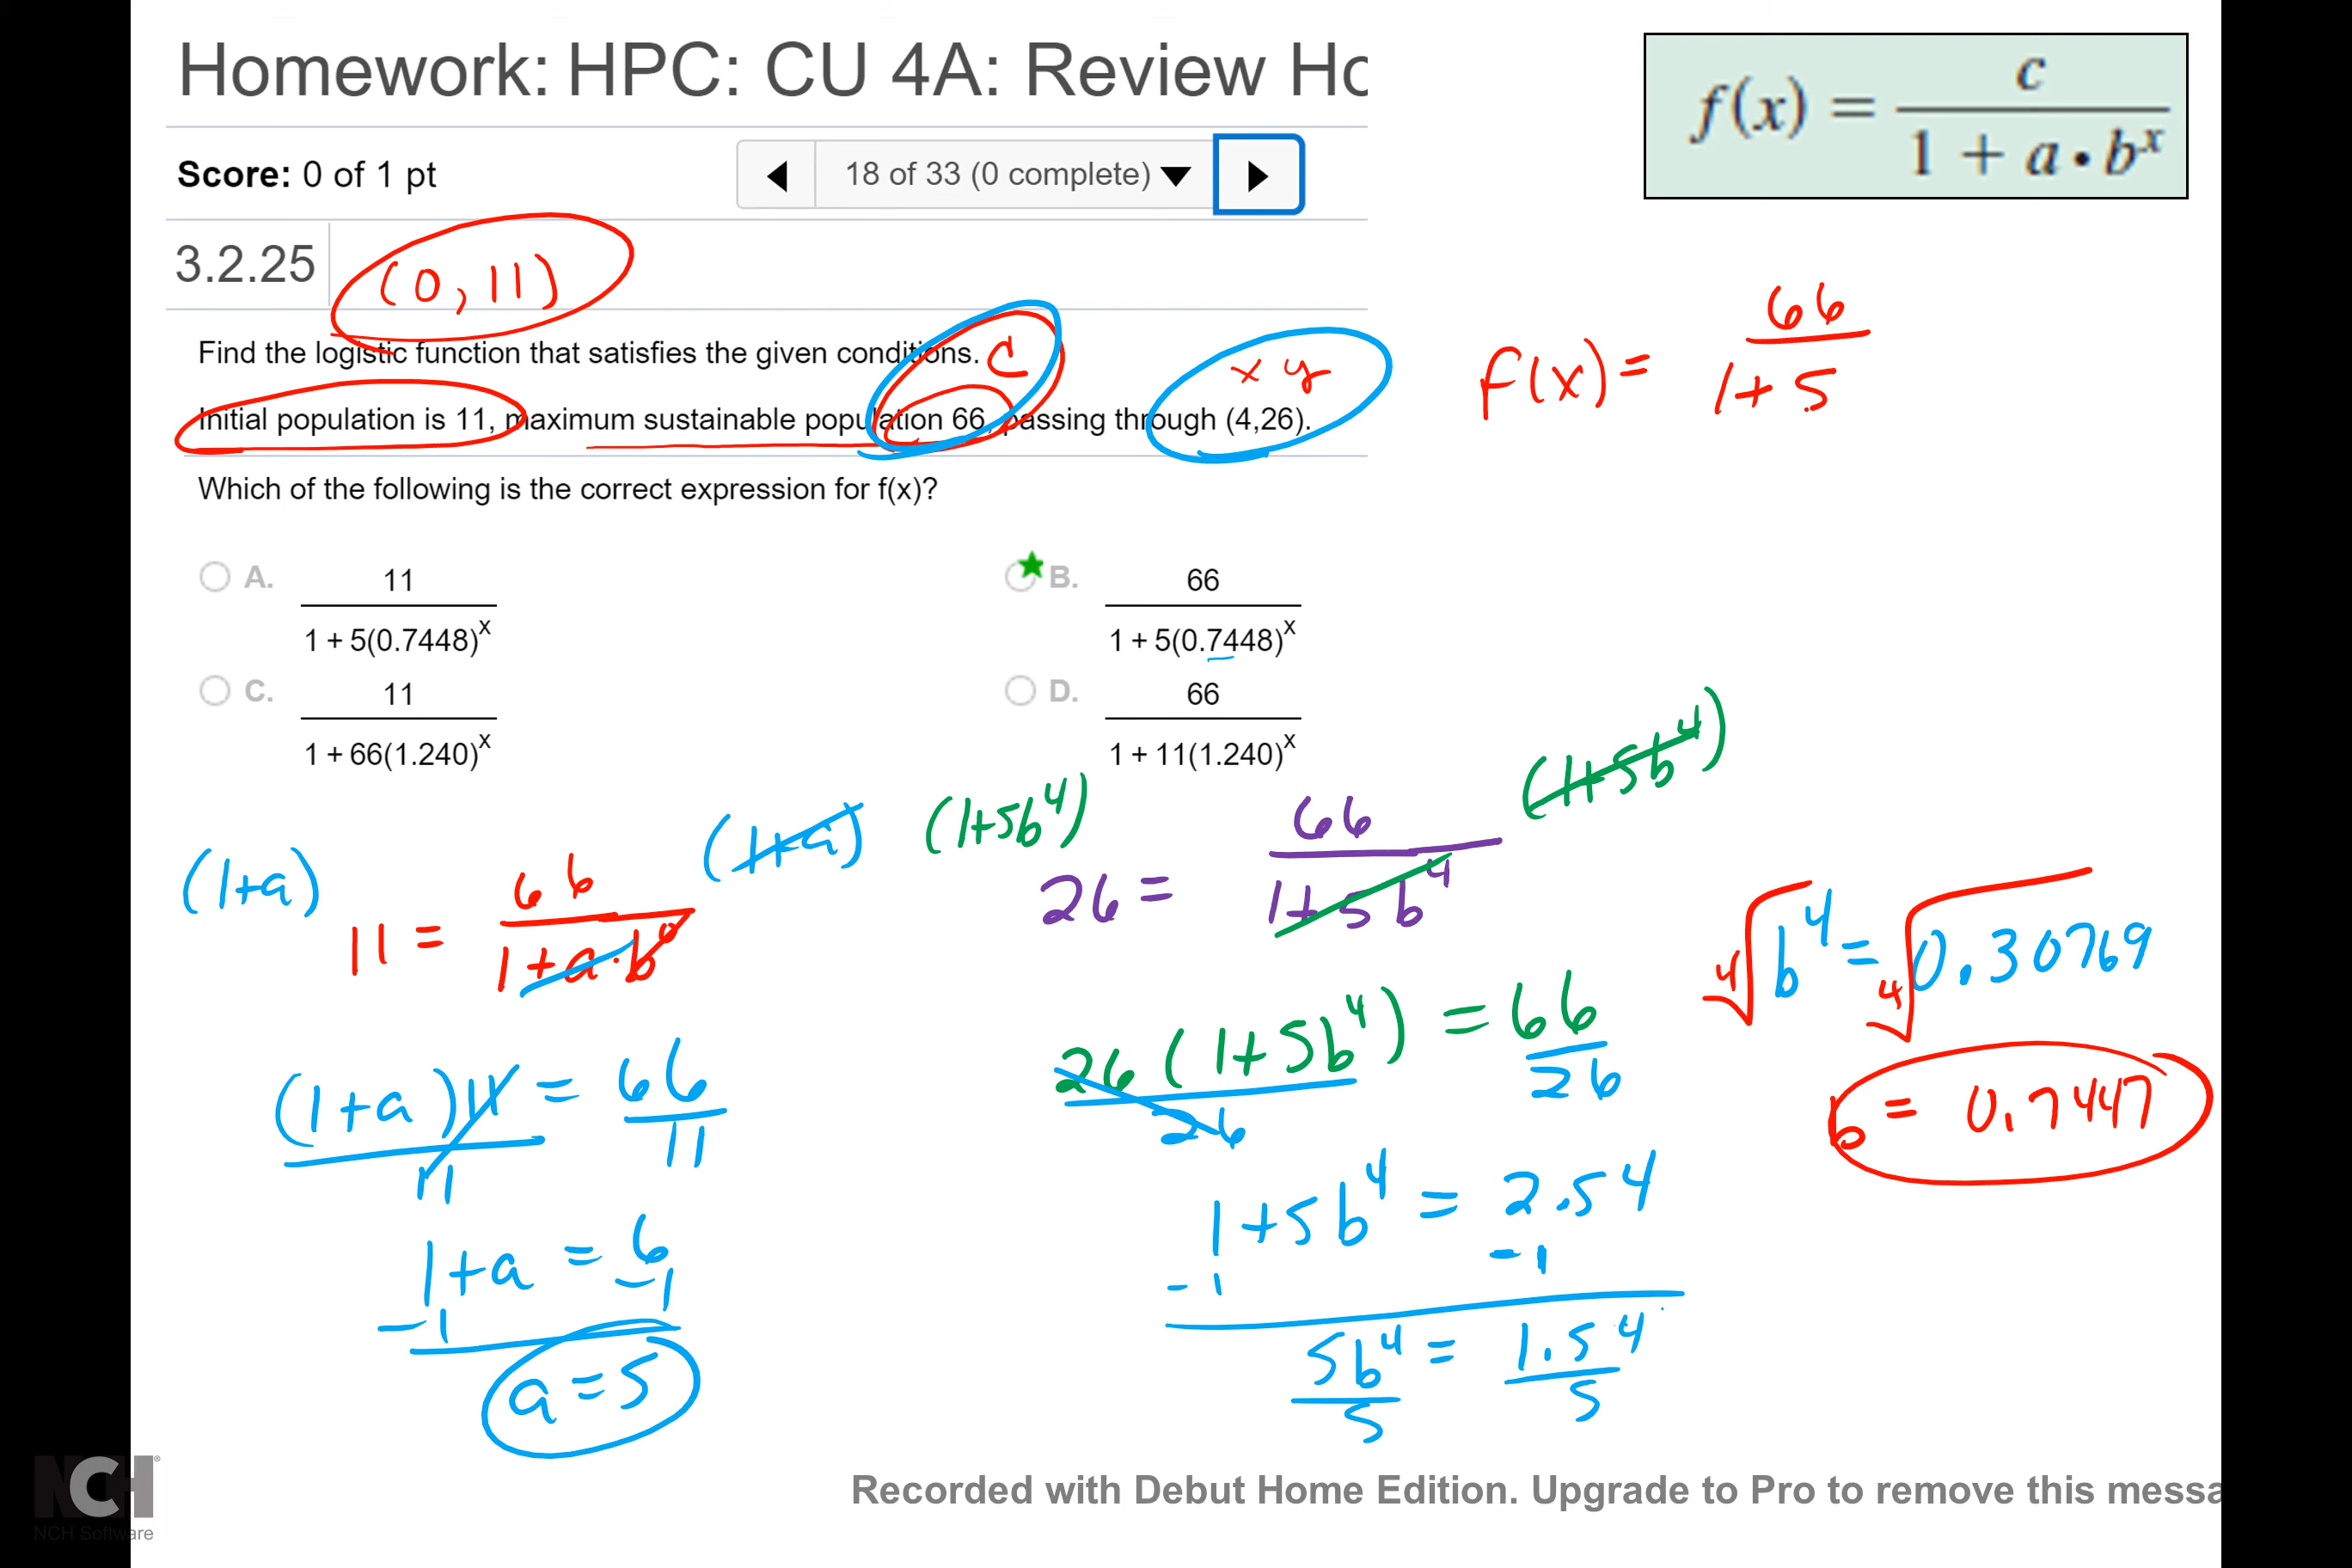 Homework: HPC: CU 4A: Review Ho
f(x) = c / (1 + a • b^x)
Score: 0 of 1 pt
18 of 33 (0 complete)
3.2.25
(0, 11)
f(x) = 66 / (1 + 5
Find the logistic function that satisfies the given conditions.
C
x y
Initial population is 11, maximum sustainable population 66, passing through (4,26).
Which of the following is the correct expression for f(x)?
A. 11 / (1 + 5(0.7448)^x)
B. 66 / (1 + 5(0.7448)^x)
C. 11 / (1 + 66(1.240)^x)
D. 66 / (1 + 11(1.240)^x)
(1+a) 11 = 66 / (1 + a · b^0) (1+a)
(1+a) 11 / 11 = 66 / 11
1 + a = 6
-1 -1
a = 5
(1+5b^4) 26 = 66 / (1 + 5 b^4) (1+5b^4)
26 (1 + 5b^4) / 26 = 66 / 26
1 + 5b^4 = 2.54
-1 -1
5b^4 / 5 = 1.54 / 5
4√b^4 = 4√0.30769
b = 0.7447
NCH®
NCH Software
Recorded with Debut Home Edition. Upgrade to Pro to remove this messa